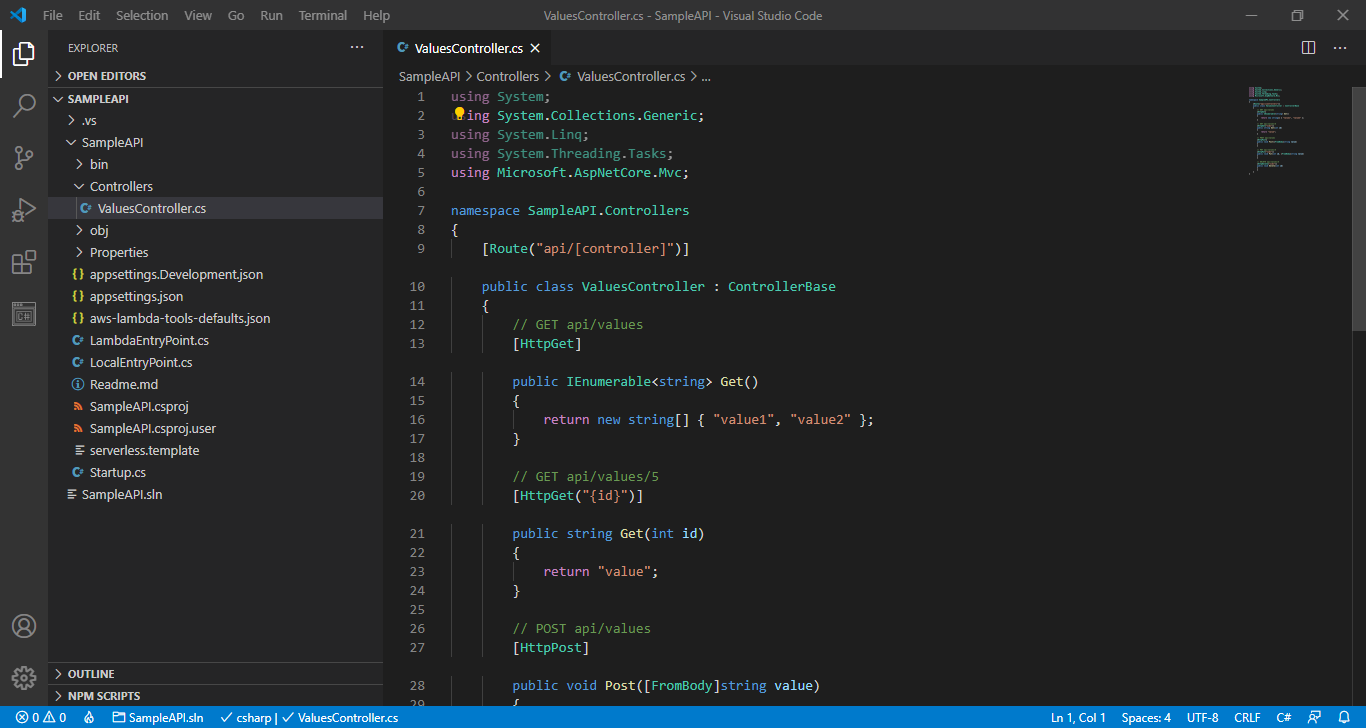 File Edit Selection View Go Run Terminal Help
ValuesController.cs - SampleAPI - Visual Studio Code
EXPLORER
OPEN EDITORS
SAMPLEAPI
.vs
SampleAPI
bin
Controllers
C# ValuesController.cs
obj
Properties
{} appsettings.Development.json
{} appsettings.json
{} aws-lambda-tools-defaults.json
C# LambdaEntryPoint.cs
C# LocalEntryPoint.cs
Readme.md
SampleAPI.csproj
SampleAPI.csproj.user
serverless.template
C# Startup.cs
SampleAPI.sln
OUTLINE
NPM SCRIPTS
C# ValuesController.cs
SampleAPI > Controllers > C# ValuesController.cs > ...
1 using System;
2 using System.Collections.Generic;
3 using System.Linq;
4 using System.Threading.Tasks;
5 using Microsoft.AspNetCore.Mvc;
6
7 namespace SampleAPI.Controllers
8 {
9 [Route("api/[controller]")]
10 public class ValuesController : ControllerBase
11 {
12 // GET api/values
13 [HttpGet]
14 public IEnumerable<string> Get()
15 {
16 return new string[] { "value1", "value2" };
17 }
18
19 // GET api/values/5
20 [HttpGet("{id}")]
21 public string Get(int id)
22 {
23 return "value";
24 }
25
26 // POST api/values
27 [HttpPost]
28 public void Post([FromBody]string value)
29 {
0 0 SampleAPI.sln csharp | ValuesController.cs
Ln 1, Col 1 Spaces: 4 UTF-8 CRLF C#